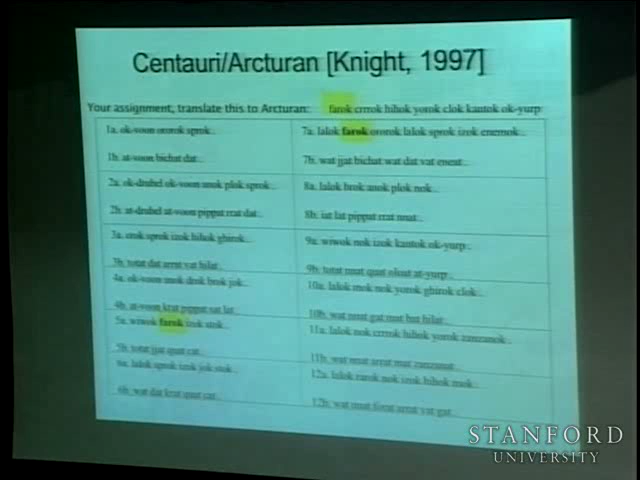 Centauri/Arcturan [Knight, 1997]
Your assignment, translate this to Arcturan: farok crrrok hihok yorok clok kantok ok-yurp
1a. ok-voon ororok sprok.
1b. at-voon bichat dat.
2a. ok-drubel ok-voon anok plok sprok.
2b. at-drubel at-voon pippat rrat dat.
3a. erok sprok izok hihok ghirok.
3b. totat dat arrat vat hilat.
4a. ok-voon anok drok brok jok.
4b. at-voon krat pippat sat lat.
5a. wiwok farok izok stok.
5b. totat jjat quat cat.
6a. lalok sprok izok jok stok.
6b. wat dat krat quat cat.
7a. lalok farok ororok lalok sprok izok enemok.
7b. wat jjat bichat wat dat vat eneat.
8a. lalok brok anok plok nok.
8b. iat lat pippat rrat nnat.
9a. wiwok nok izok kantok ok-yurp.
9b. totat nnat quat oloat at-yurp.
10a. lalok mok nok yorok ghirok clok.
10b. wat nnat gat mat bat hilat.
11a. lalok nok crrrok hihok yorok zanzanok.
11b. wat nnat arrat mat zanzanat.
12a. lalok rarok nok izok hihok mok.
12b. wat nnat forat arrat vat gat.
STANFORD
UNIVERSITY